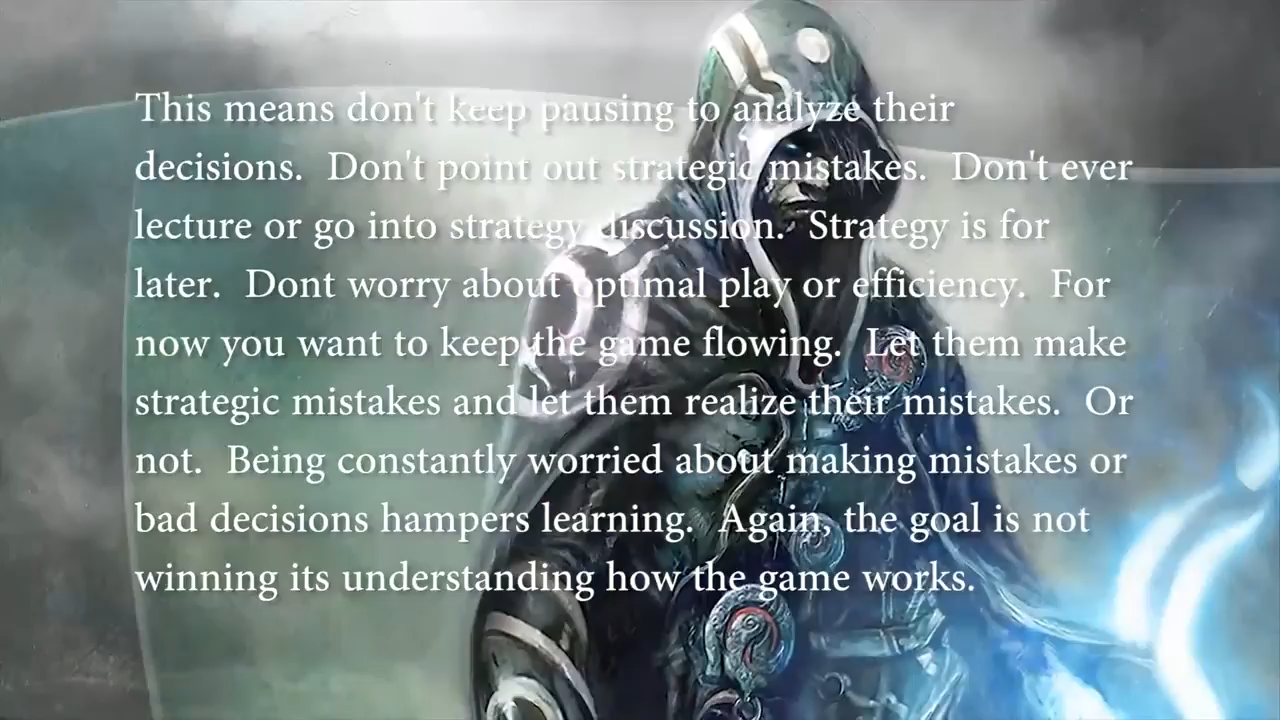 This means don't keep pausing to analyze their
decisions.  Don't point out strategic mistakes.  Don't ever
lecture or go into strategy discussion.  Strategy is for
later.  Dont worry about optimal play or efficiency.  For
now you want to keep the game flowing.  Let them make
strategic mistakes and let them realize their mistakes.  Or
not.  Being constantly worried about making mistakes or
bad decisions hampers learning.  Again, the goal is not
winning its understanding how the game works.